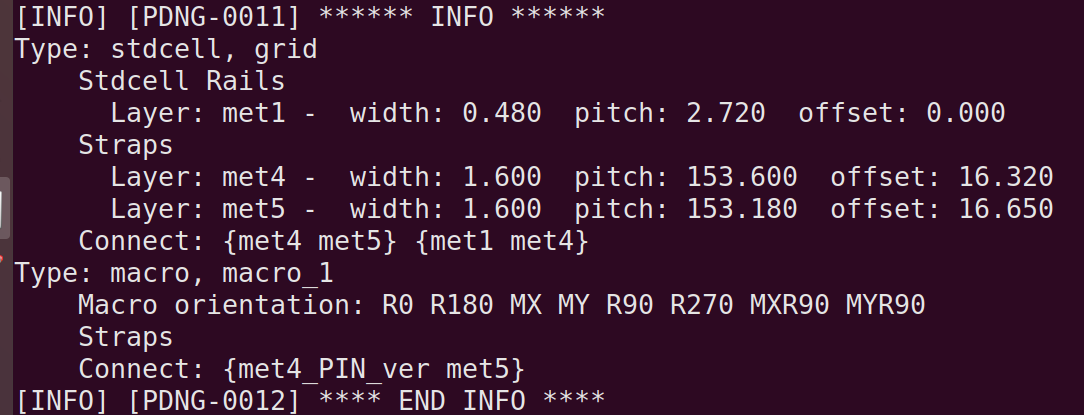 [INFO] [PDNG-0011] ****** INFO ******
Type: stdcell, grid
    Stdcell Rails
      Layer: met1 -  width: 0.480  pitch: 2.720  offset: 0.000
    Straps
      Layer: met4 -  width: 1.600  pitch: 153.600  offset: 16.320
      Layer: met5 -  width: 1.600  pitch: 153.180  offset: 16.650
    Connect: {met4 met5} {met1 met4}
Type: macro, macro_1
    Macro orientation: R0 R180 MX MY R90 R270 MXR90 MYR90
    Straps
    Connect: {met4_PIN_ver met5}
[INFO] [PDNG-0012] **** END INFO ****